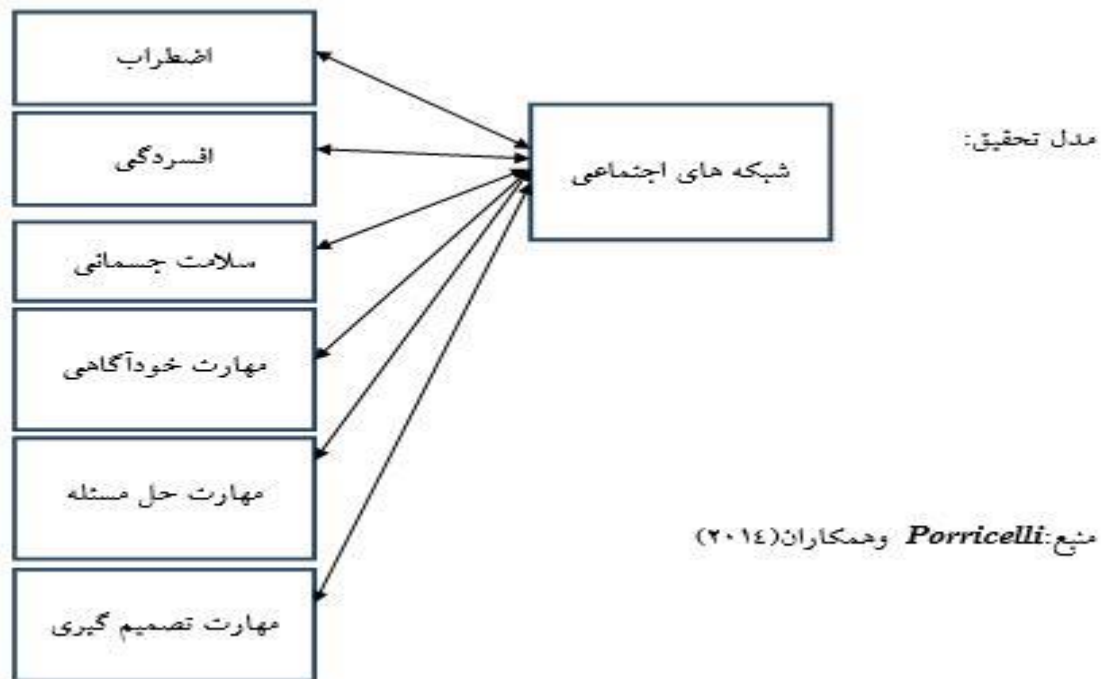 مدل تحقیق:
شبکه های اجتماعی
اضطراب
افسردگی
سلامت جسمانی
مهارت خودآگاهی
مهارت حل مسئله
مهارت تصمیم گیری
منبع:Porricelli وهمکاران(۲۰۱٤)